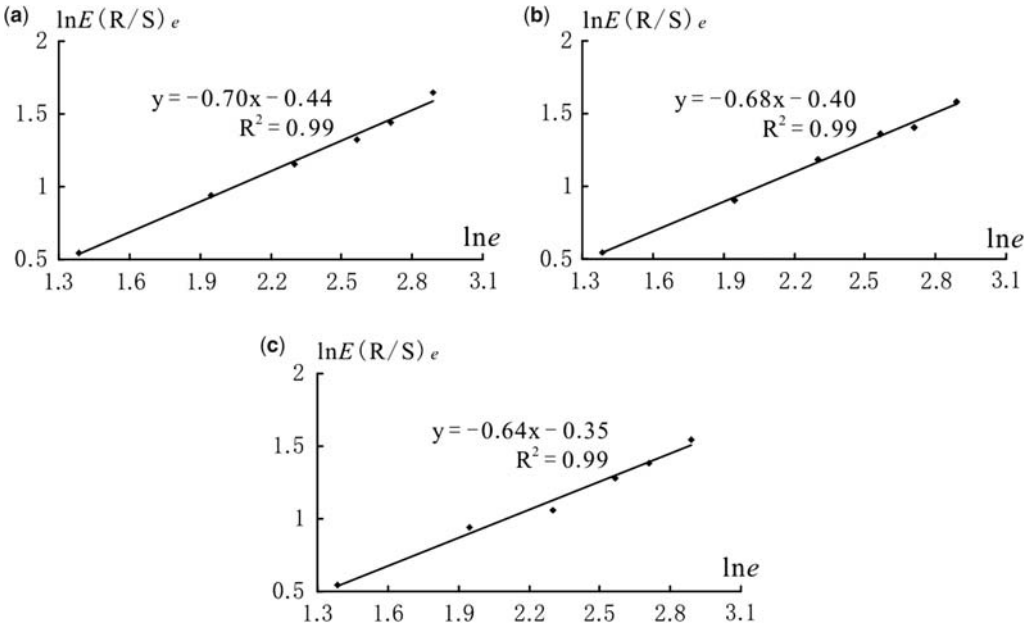 (a) lnE(R/S)e
2
1.5
1
0.5
y=-0.70x-0.44
R2=0.99
lne
1.3 1.6 1.9 2.2 2.5 2.8 3.1
(b) lnE(R/S)e
2
1.5
1
0.5
y=-0.68x-0.40
R2=0.99
lne
1.3 1.6 1.9 2.2 2.5 2.8 3.1
(c) lnE(R/S)e
2
1.5
1
0.5
y=-0.64x-0.35
R2=0.99
lne
1.3 1.6 1.9 2.2 2.5 2.8 3.1